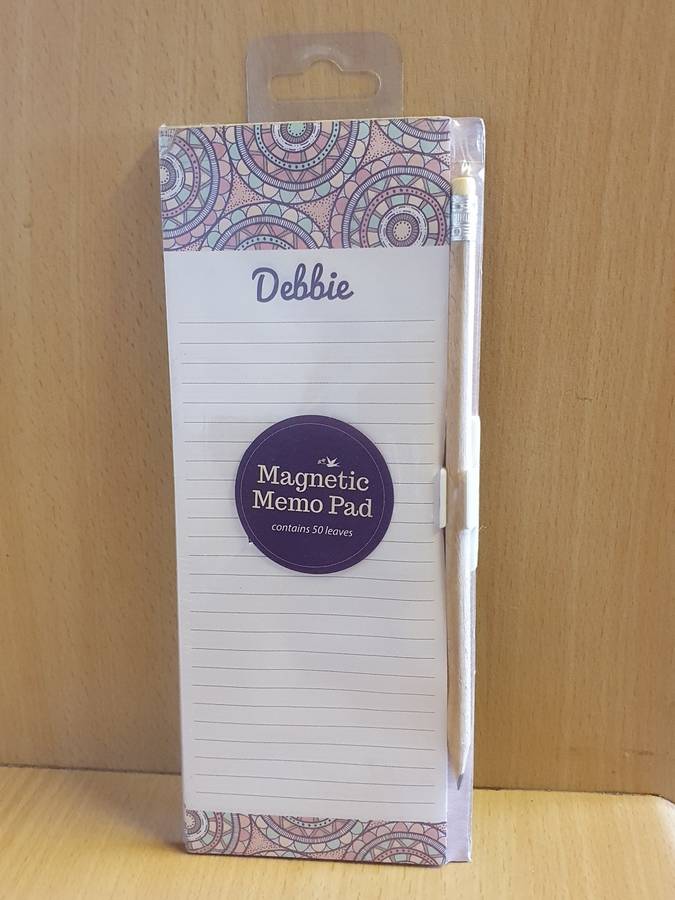 Debbie
Magnetic
Memo Pad
contains 50 leaves